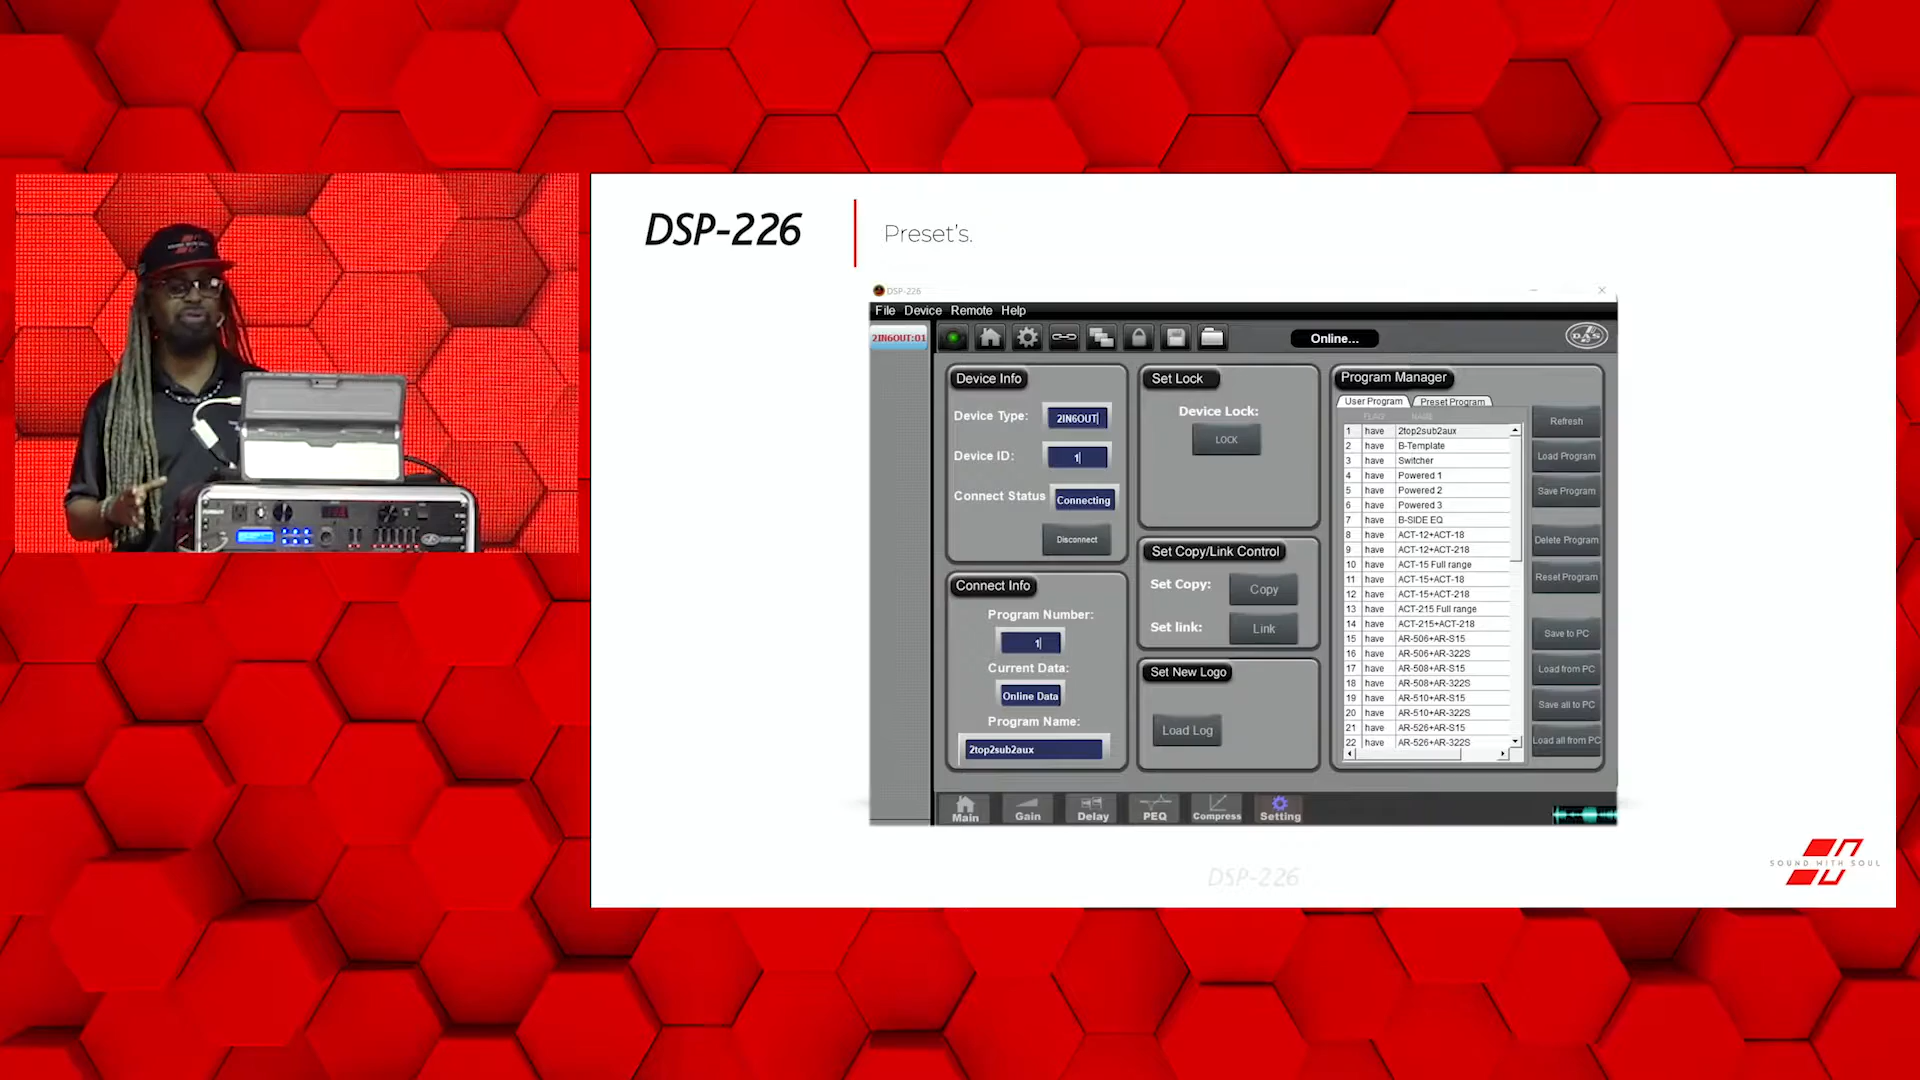 DSP-226
Preset's.
DSP-226
File Device Remote Help
2IN6OUT:01
Online...
DAS
Device Info
Device Type:
2IN6OUT
Device ID:
1
Connect Status
Connecting
Disconnect
Connect Info
Program Number:
1
Current Data:
Online Data
Program Name:
2top2sub2aux
Set Lock
Device Lock:
LOCK
Set Copy/Link Control
Set Copy:
Copy
Set link:
Link
Set New Logo
Load Log
Program Manager
User Program
Preset Program
FLAG NAME
1 have 2top2sub2aux
2 have B-Template
3 have Switcher
4 have Powered 1
5 have Powered 2
6 have Powered 3
7 have B-SIDE EQ
8 have ACT-12+ACT-18
9 have ACT-12+ACT-218
10 have ACT-15 Full range
11 have ACT-15+ACT-18
12 have ACT-15+ACT-218
13 have ACT-215 Full range
14 have ACT-215+ACT-218
15 have AR-506+AR-S15
16 have AR-506+AR-322S
17 have AR-508+AR-S15
18 have AR-508+AR-322S
19 have AR-510+AR-S15
20 have AR-510+AR-322S
21 have AR-526+AR-S15
22 have AR-526+AR-322S
Refresh
Load Program
Save Program
Delete Program
Reset Program
Save to PC
Load from PC
Save all to PC
Load all from PC
Main
Gain
Delay
PEQ
Compress
Setting
DSP-226
SOUND WITH SOUL